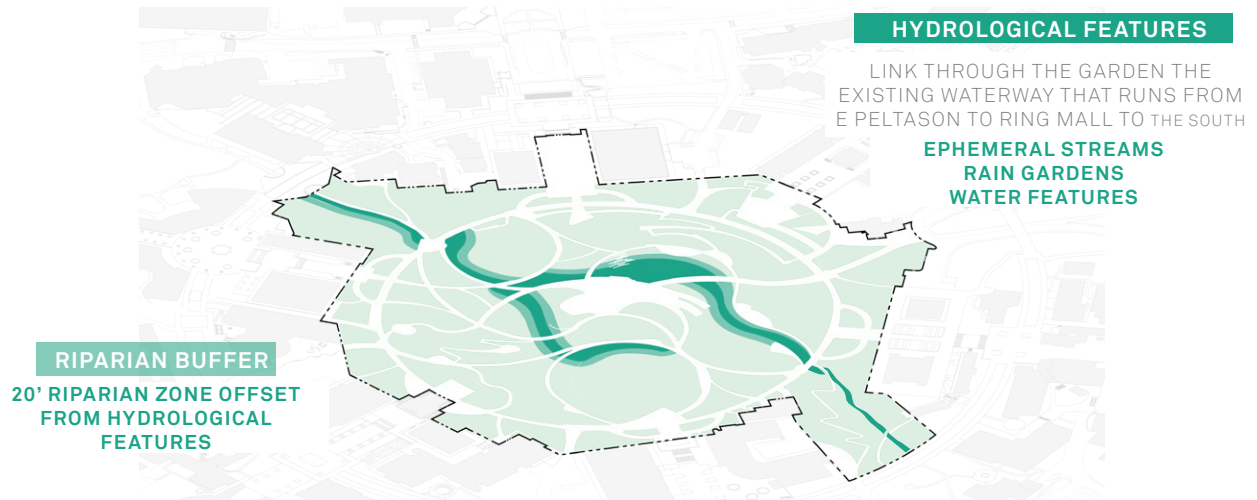 HYDROLOGICAL FEATURES
LINK THROUGH THE GARDEN THE
EXISTING WATERWAY THAT RUNS FROM
E PELTASON TO RING MALL TO THE SOUTH
EPHEMERAL STREAMS
RAIN GARDENS
WATER FEATURES
RIPARIAN BUFFER
20’ RIPARIAN ZONE OFFSET
FROM HYDROLOGICAL
FEATURES